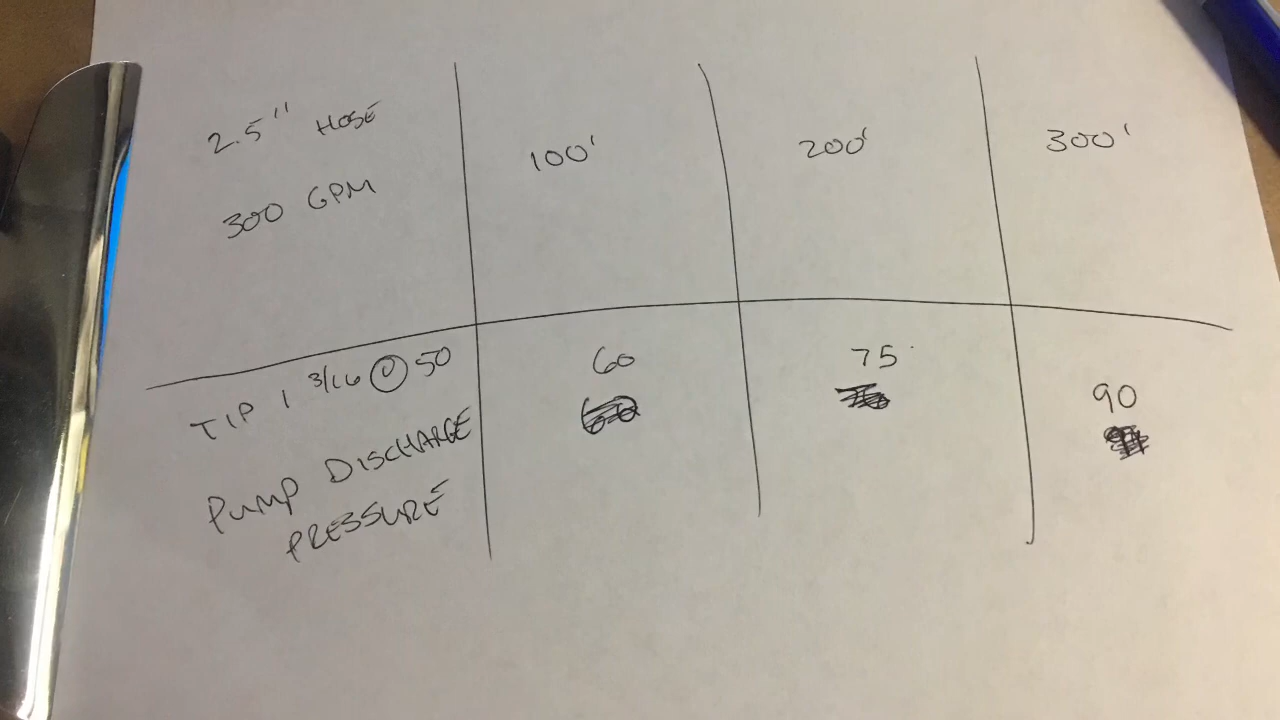 2.5" HOSE
300 GPM
100'
200'
300'
TIP 1 3/16 @ 50
PUMP DISCHARGE
PRESSURE
60
75
90